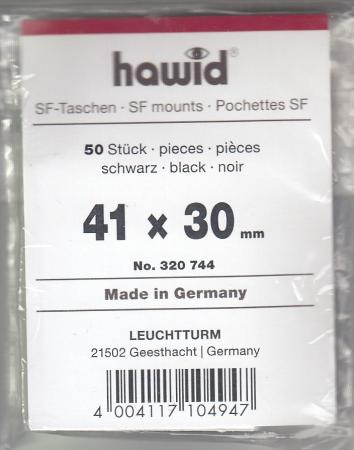 hawid®
SF-Taschen · SF mounts · Pochettes SF
50 Stück · pieces · pièces
schwarz · black · noir
41 x 30 mm
No. 320 744
Made in Germany
LEUCHTTURM
21502 Geesthacht | Germany
4 004117 104947